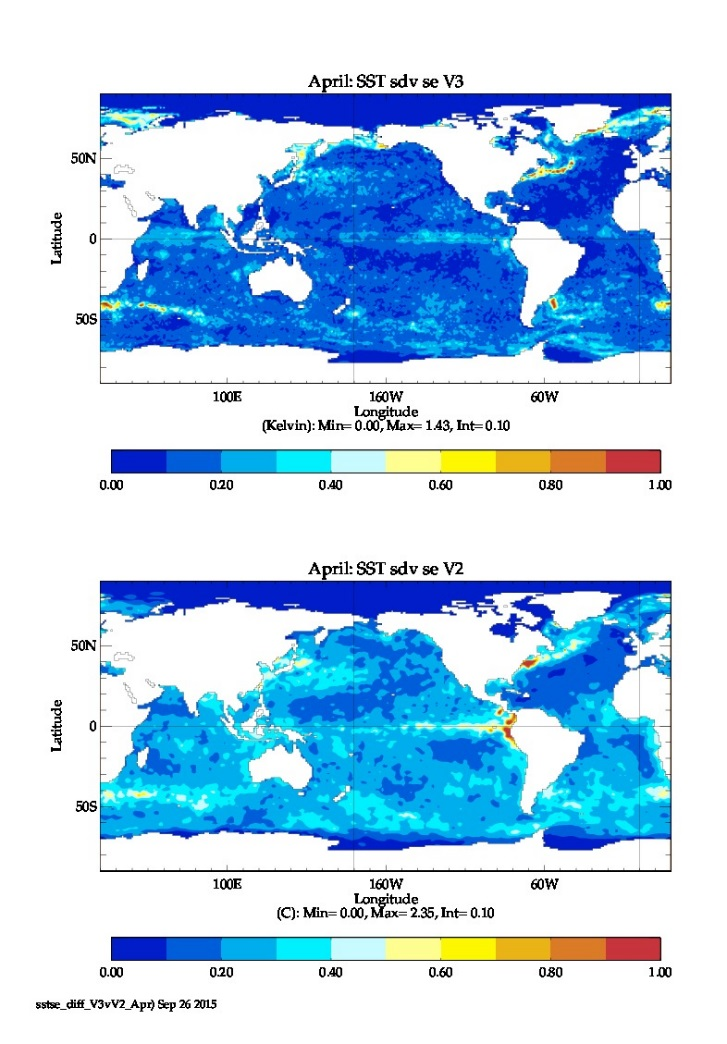 April: SST sdv se V3
50N
0
50S
Latitude
100E 160W 60W
Longitude
(Kelvin): Min= 0.00, Max= 1.43, Int= 0.10
0.00 0.20 0.40 0.60 0.80 1.00
April: SST sdv se V2
50N
0
50S
Latitude
100E 160W 60W
Longitude
(C): Min= 0.00, Max= 2.35, Int= 0.10
0.00 0.20 0.40 0.60 0.80 1.00
sstse_diff_V3vV2_Apr) Sep 26 2015